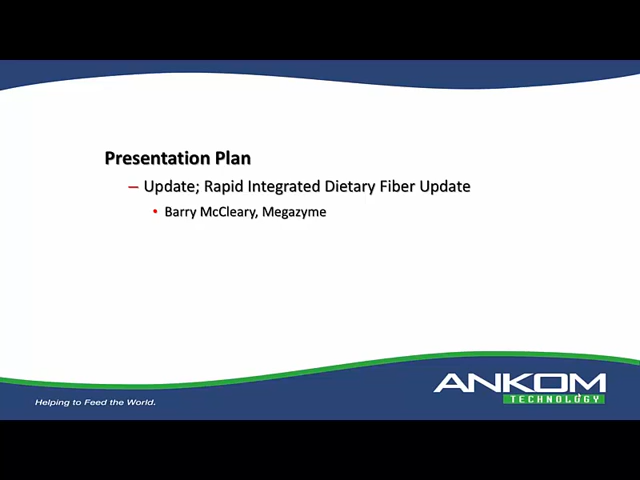 Presentation Plan
– Update; Rapid Integrated Dietary Fiber Update
• Barry McCleary, Megazyme
Helping to Feed the World.
ANKOM
TECHNOLOGY